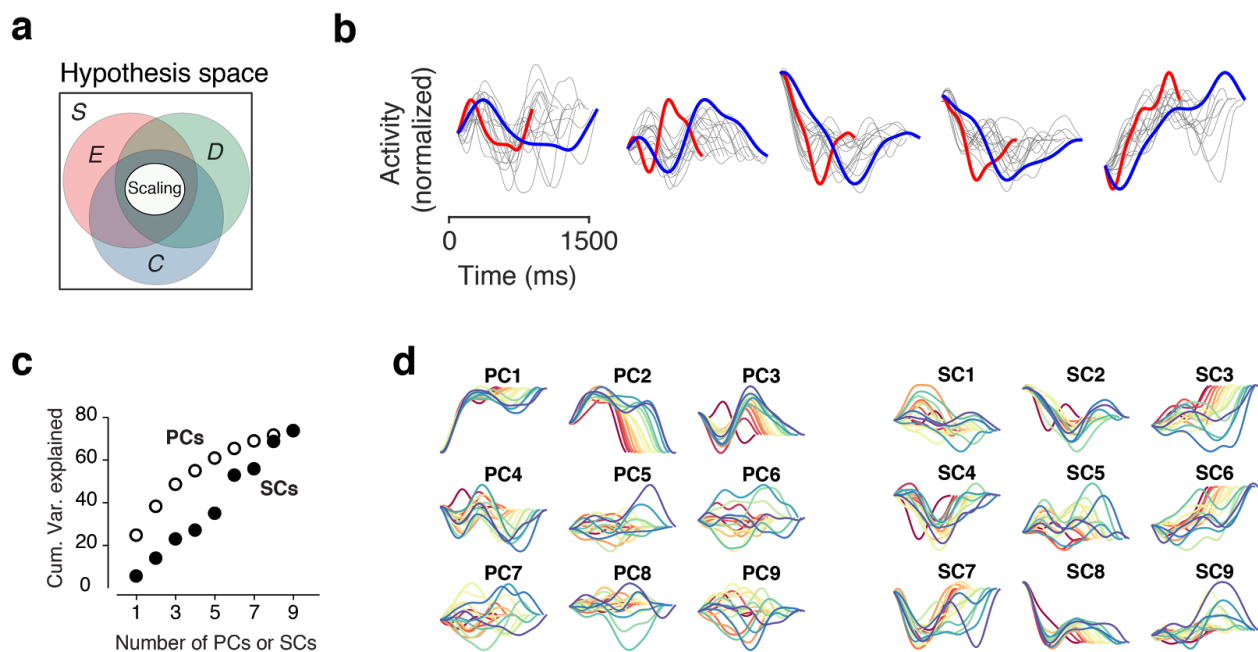 a
Hypothesis space
S
E
D
Scaling
C
b
Activity
(normalized)
0 1500
Time (ms)
c
Cum. Var. explained
80
60
40
20
0
PCs
SCs
1 3 5 7 9
Number of PCs or SCs
d
PC1 PC2 PC3
PC4 PC5 PC6
PC7 PC8 PC9
SC1 SC2 SC3
SC4 SC5 SC6
SC7 SC8 SC9